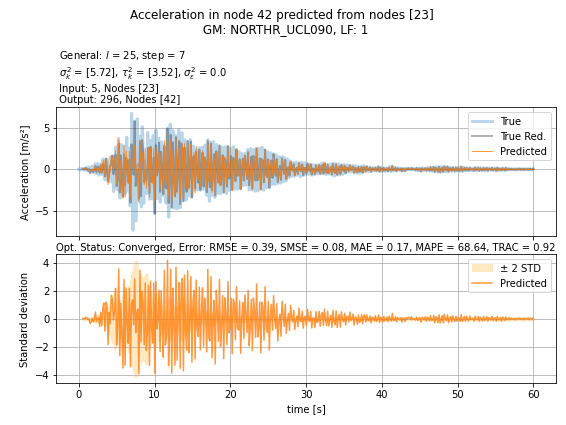 Acceleration in node 42 predicted from nodes [23]
GM: NORTHR_UCL090, LF: 1
General: l = 25, step = 7
σ²ₖ = [5.72], τ²ₖ = [3.52], σ²ₑ = 0.0
Input: 5, Nodes [23]
Output: 296, Nodes [42]
Acceleration [m/s²]
5
0
−5
True
True Red.
Predicted
Opt. Status: Converged, Error: RMSE = 0.39, SMSE = 0.08, MAE = 0.17, MAPE = 68.64, TRAC = 0.92
Standard deviation
4
2
0
−2
−4
± 2 STD
Predicted
0 10 20 30 40 50 60
time [s]